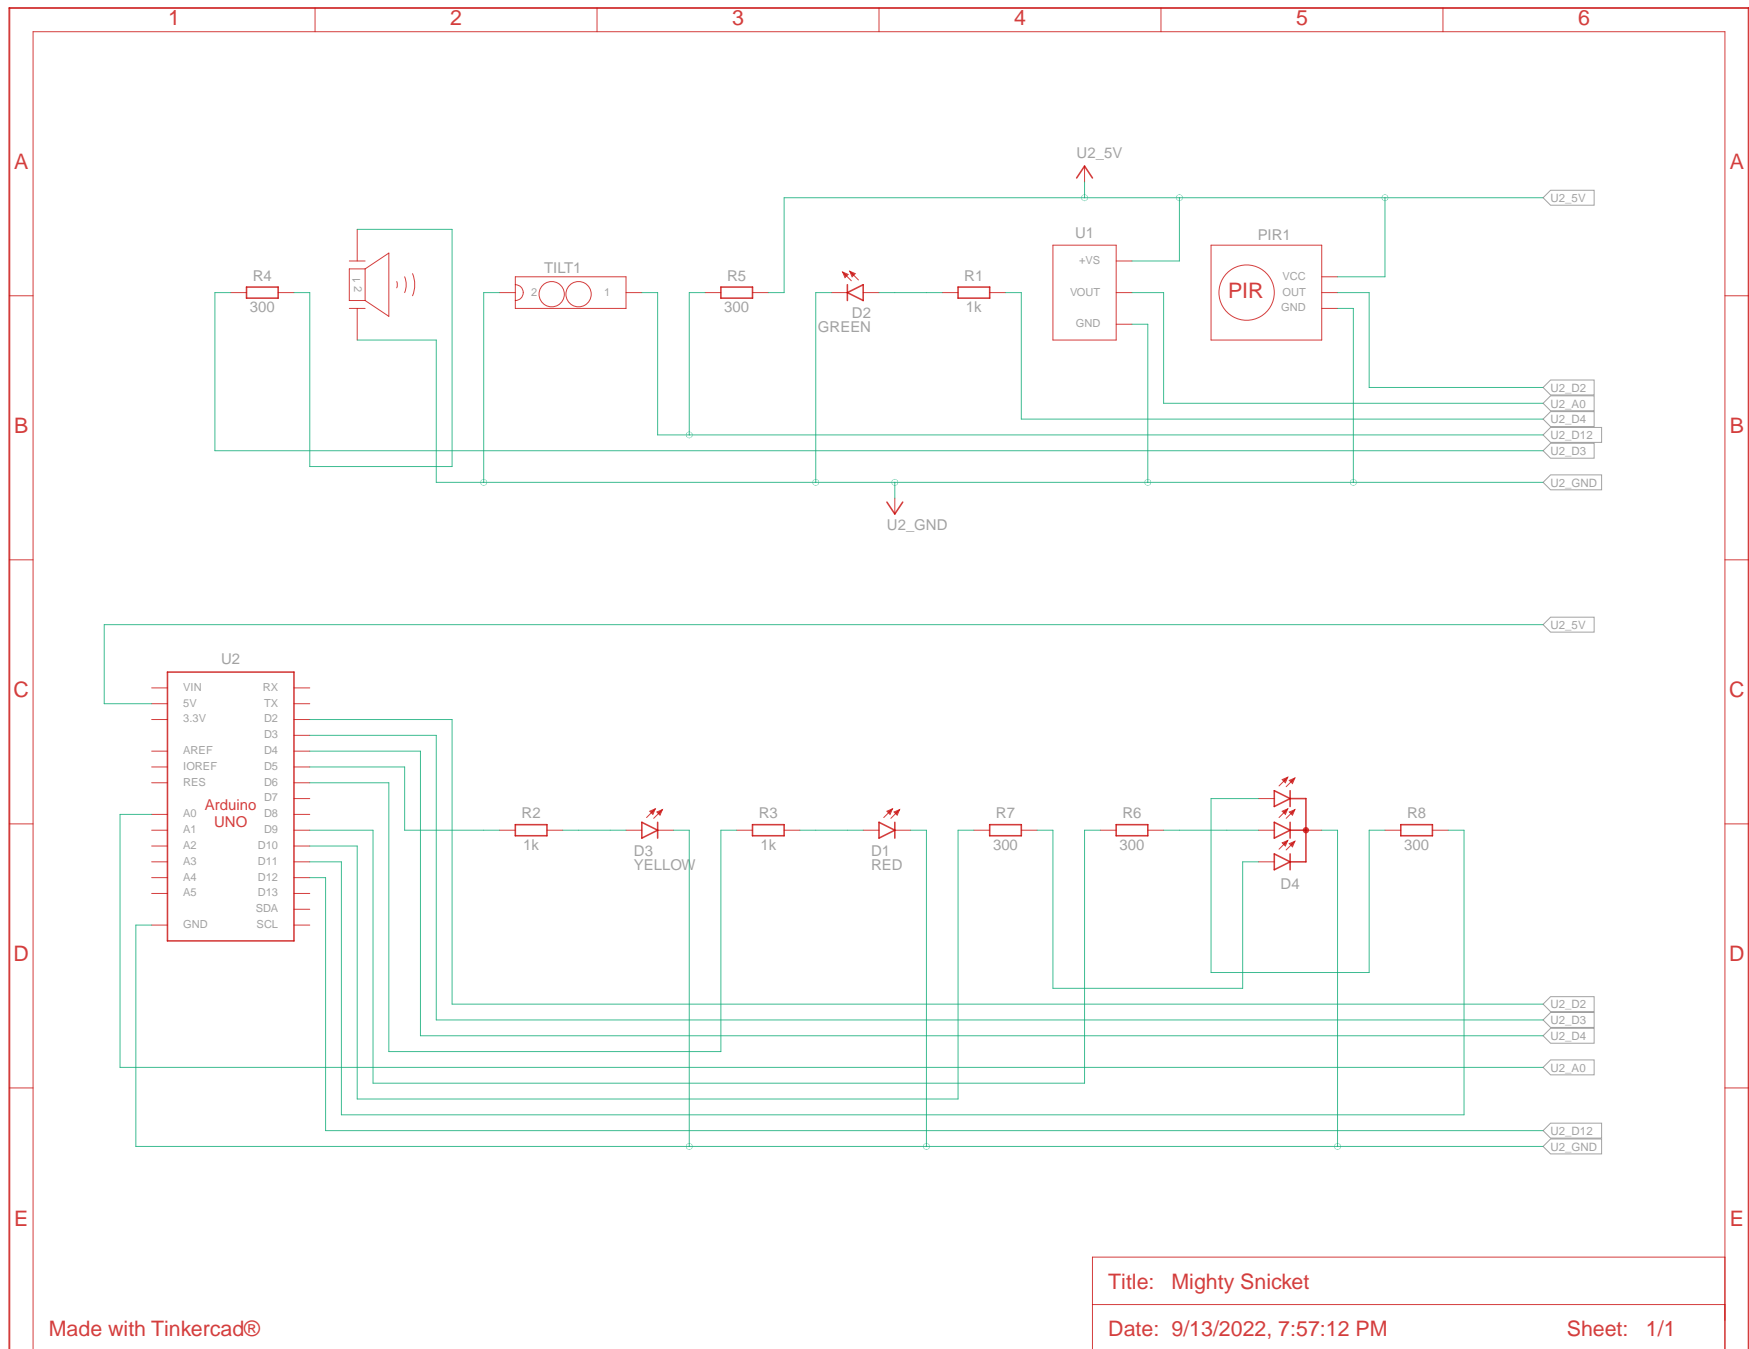 1 2 3 4 5 6
A A
U2_5V
U2_5V
U1 PIR1
+VS
R4 TILT1 R5 R1 VCC
1 2 2 1 VOUT PIR OUT
300 300 D2 1k GND
GREEN GND
U2_D2
U2_A0
U2_D4
B B
U2_D12
U2_D3
U2_GND
U2_GND
U2_5V
U2
C C
VIN RX
5V TX
3.3V D2
D3
AREF D4
IOREF D5
RES D6
D7
Arduino
UNO
A0 D8
R2 R3 R7 R6 R8
A1 D9
A2 D10
1k D3 1k D1 300 300 300
YELLOW RED
A3 D11
A4 D12
D4
A5 D13
SDA
GND SCL
D D
U2_D2
U2_D3
U2_D4
U2_A0
U2_D12
U2_GND
E E
Title: Mighty Snicket
Made with Tinkercad®
Date: 9/13/2022, 7:57:12 PM Sheet: 1/1